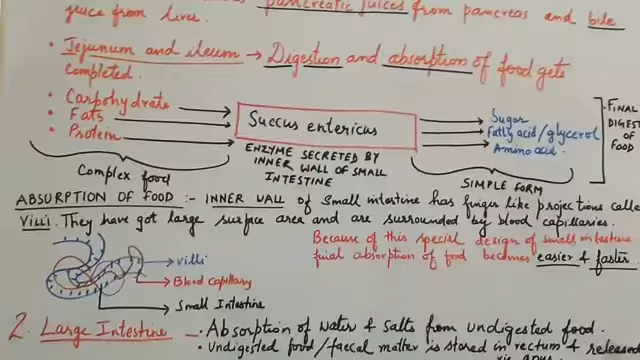 juice from liver. pancreatic juices from pancreas and bile
• Jejunum and ileum → Digestion and absorption of food gets
completed.
• Carbohydrate
• Fats
• Protein
Succus entericus
Sugar
Fatty acid/glycerol
Amino acid.
FINAL
DIGEST
OF
FOOD
ENZYME SECRETED BY
INNER WALL OF SMALL
INTESTINE
Complex food
SIMPLE FORM
ABSORPTION OF FOOD :- INNER WALL of Small intestine has finger like projections calle
Villi. They have got large surface area and are surrounded by blood capillaries.
Because of this special design of small intestine
final absorption of food becomes easier & faster.
villi
Blood capillary
Small Intestine
2. Large Intestine - • Absorption of water & salts from undigested food.
• Undigested food/faecal matter is stored in rectum & released
via anus